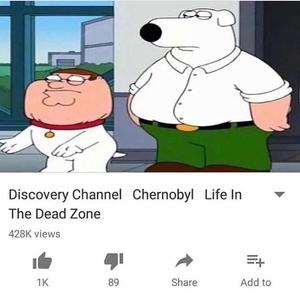 Discovery Channel Chernobyl Life In
The Dead Zone
428K views
1K
89
Share
Add to